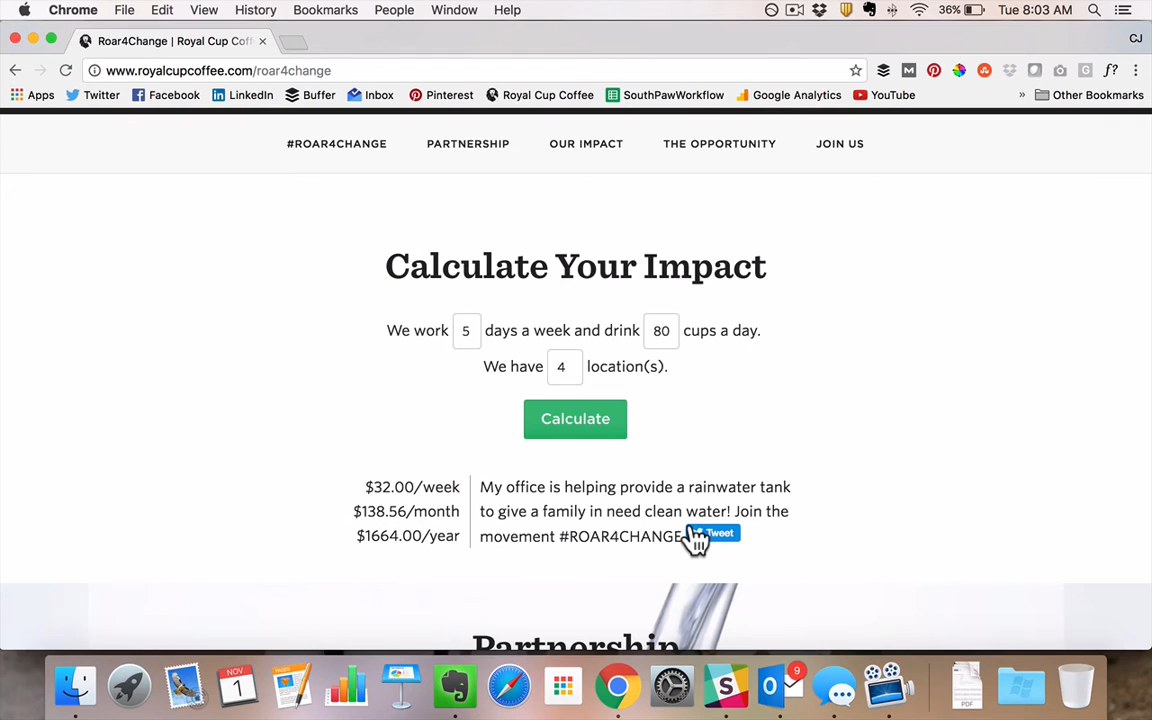 Chrome File Edit View History Bookmarks People Window Help 36% Tue 8:03 AM
Roar4Change | Royal Cup Coff CJ
www.royalcupcoffee.com/roar4change f?
Apps Twitter Facebook LinkedIn Buffer Inbox Pinterest Royal Cup Coffee SouthPawWorkflow Google Analytics YouTube » Other Bookmarks
#ROAR4CHANGE PARTNERSHIP OUR IMPACT THE OPPORTUNITY JOIN US
Calculate Your Impact
We work 5 days a week and drink 80 cups a day.
We have 4 location(s).
Calculate
$32.00/week
$138.56/month
$1664.00/year
My office is helping provide a rainwater tank
to give a family in need clean water! Join the
movement #ROAR4CHANGE Tweet
Partnership
NOV
1
9
PDF